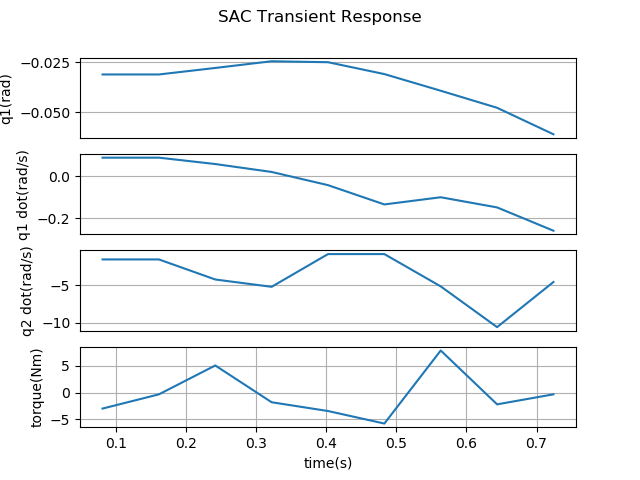 SAC Transient Response
−0.025
−0.050
q1(rad)
0.0
−0.2
q1 dot(rad/s)
−5
−10
q2 dot(rad/s)
5
0
−5
torque(Nm)
0.1 0.2 0.3 0.4 0.5 0.6 0.7
time(s)